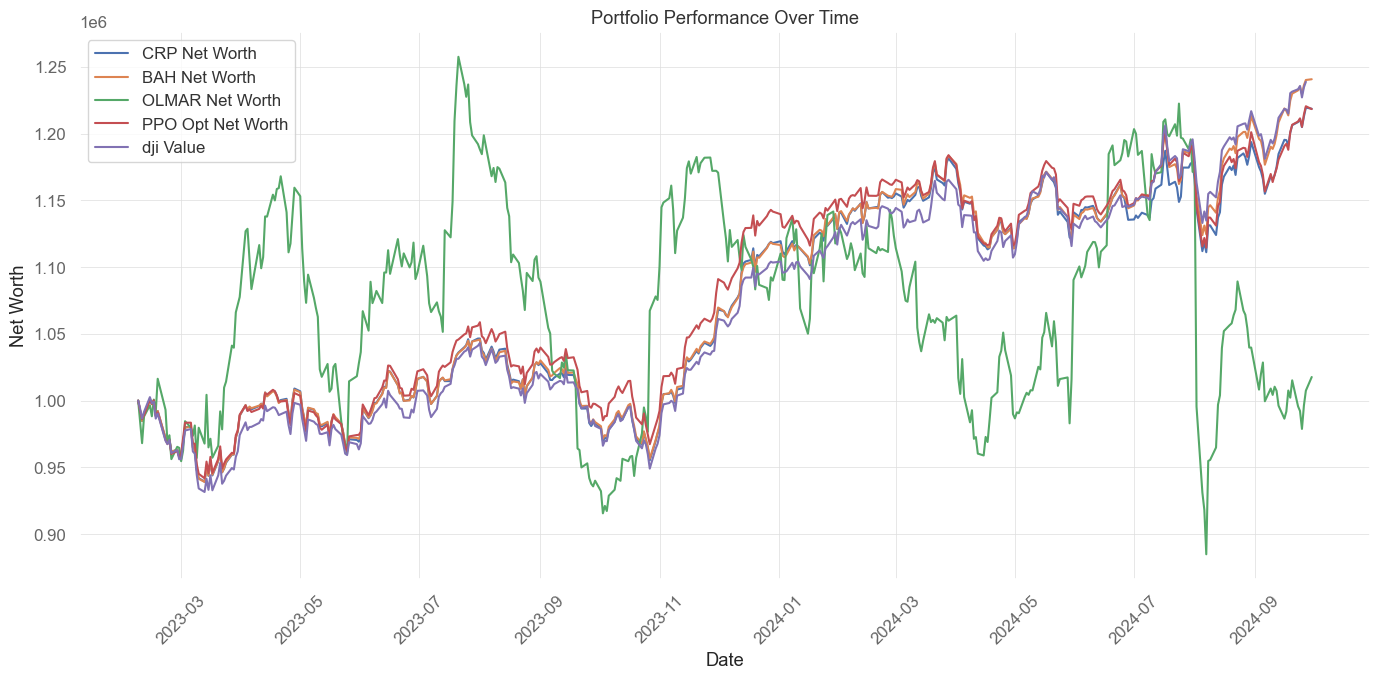 Portfolio Performance Over Time
1e6
CRP Net Worth
BAH Net Worth
OLMAR Net Worth
PPO Opt Net Worth
dji Value
1.25
1.20
1.15
1.10
1.05
1.00
0.95
0.90
Net Worth
2023-03
2023-05
2023-07
2023-09
2023-11
2024-01
2024-03
2024-05
2024-07
2024-09
Date